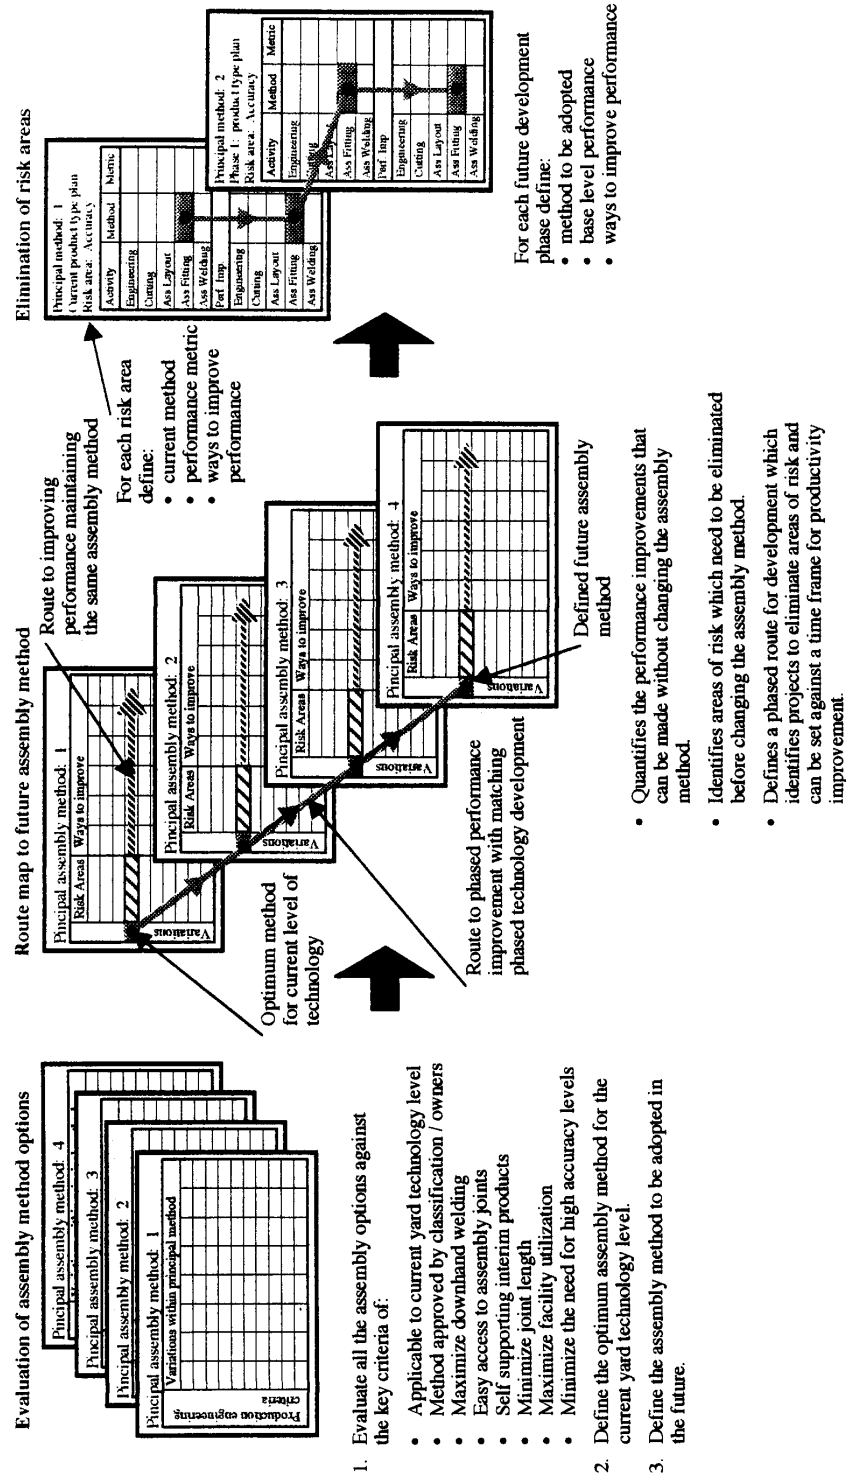 Evaluation of assembly method options
Pincipal assembly method: 4
Pincipal assembly method: 3
Pincipal assembly method: 2
Pincipal assembly method: 1
Variations within principal method
Production engineering
criteria
1. Evaluate all the assembly options against
the key criteria of:
• Applicable to current yard technology level
• Method approved by classification / owners
• Maximize downhand welding
• Easy access to assembly joints
• Self supporting interim products
• Minimize joint length
• Maximize facility utilization
• Minimize the need for high accuracy levels
2. Define the optimum assembly method for the
current yard technology level.
3. Define the assembly method to be adopted in
the future.
Route map to future assembly method
Pincipal assembly method: 1
Risk Areas Ways to improve
Variations
Pincipal assembly method: 2
Risk Areas Ways to improve
Variations
Pincipal assembly method: 3
Risk Areas Ways to improve
Variations
Pincipal assembly method: 4
Risk Areas Ways to improve
Variations
Route to improving
performance maintaining
the same assembly method
Optimum method
for current level of
technology
Route to phased performance
improvement with matching
phased technology development
Defined future assembly
method
• Quantifies the performance improvements that
can be made without changing the assembly
method.
• Identifies areas of risk which need to be eliminated
before changing the assembly method.
• Defines a phased route for development which
identifies projects to eliminate areas of risk and
can be set against a time frame for productivity
improvement.
Elimination of risk areas
Principal method: 1
Current product type plan
Risk area: Accuracy
Activity Method Metric
Engineering
Cutting
Ass Layout
Ass Fitting
Ass Welding
Perf Imp.
Engineering
Cutting
Ass Layout
Ass Fitting
Ass Welding
Principal method: 2
Phase 1: product type plan
Risk area: Accuracy
Activity Method Metric
Engineering
Cutting
Ass Layout
Ass Fitting
Ass Welding
Perf Imp
Engineering
Cutting
Ass Layout
Ass Fitting
Ass Welding
For each risk area
define:
• current method
• performance metric
• ways to improve
performance
For each future development
phase define:
• method to be adopted
• base level performance
• ways to improve performance